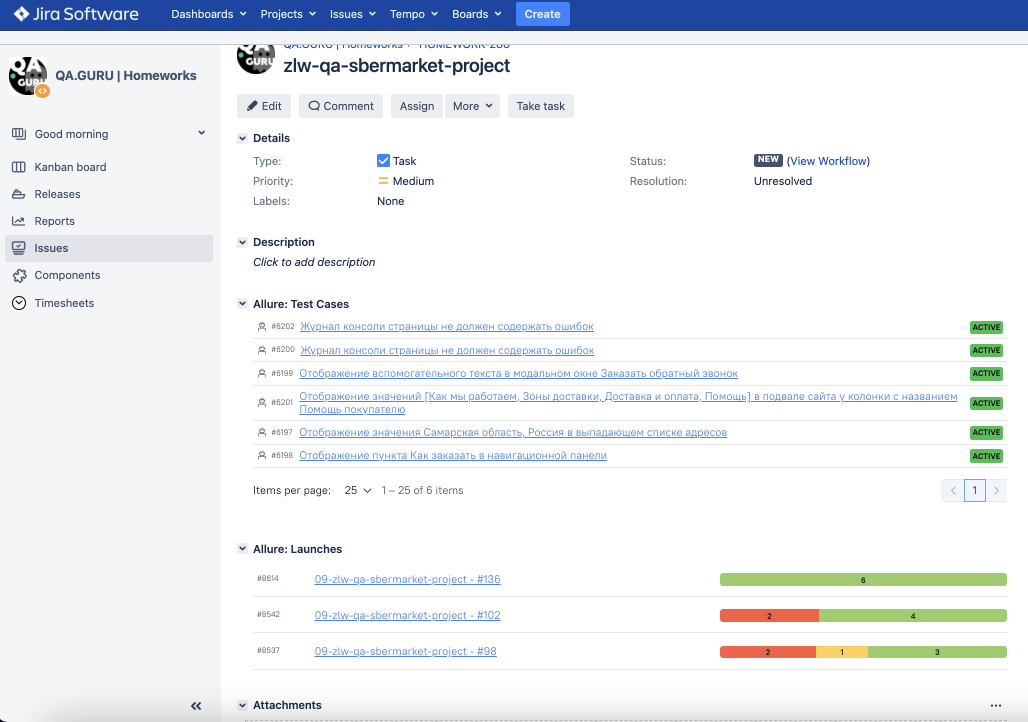 Jira Software Dashboards Projects Issues Tempo Boards Create
QA.GURU | Homeworks
QA.GURU | Homeworks / HOMEWORK-288
zlw-qa-sbermarket-project
Edit Comment Assign More Take task
Good morning
Kanban board
Releases
Reports
Issues
Components
Timesheets
Details
Type: Task Status: NEW (View Workflow)
Priority: Medium Resolution: Unresolved
Labels: None
Description
Click to add description
Allure: Test Cases
#6202 Журнал консоли страницы не должен содержать ошибок ACTIVE
#6200 Журнал консоли страницы не должен содержать ошибок ACTIVE
#6199 Отображение вспомогательного текста в модальном окне Заказать обратный звонок ACTIVE
#6201 Отображение значений [Как мы работаем, Зоны доставки, Доставка и оплата, Помощь] в подвале сайта у колонки с названием ACTIVE
Помощь покупателю
#6197 Отображение значения Самарская область, Россия в выпадающем списке адресов ACTIVE
#6198 Отображение пункта Как заказать в навигационной панели ACTIVE
Items per page: 25 1 – 25 of 6 items 1
Allure: Launches
#8614 09-zlw-qa-sbermarket-project - #136 6
#8542 09-zlw-qa-sbermarket-project - #102 2 4
#8537 09-zlw-qa-sbermarket-project - #98 2 1 3
Attachments